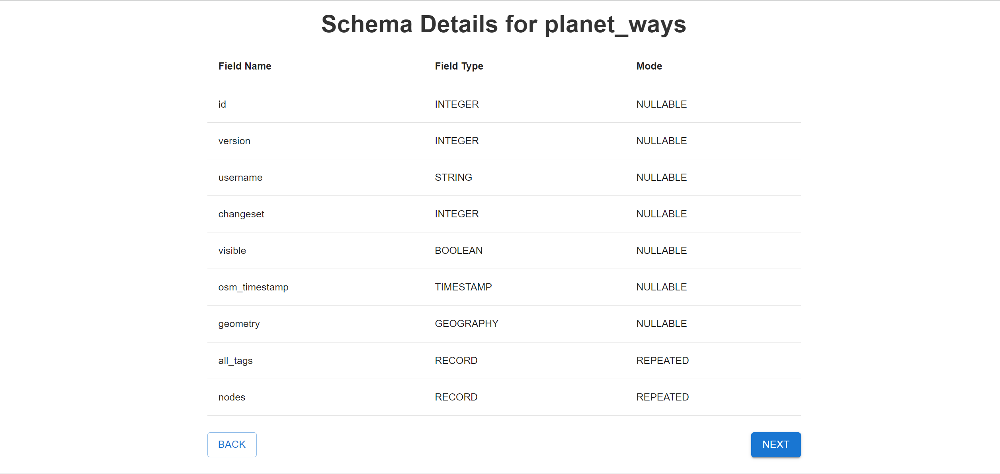 Schema Details for planet_ways
Field Name Field Type Mode
id INTEGER NULLABLE
version INTEGER NULLABLE
username STRING NULLABLE
changeset INTEGER NULLABLE
visible BOOLEAN NULLABLE
osm_timestamp TIMESTAMP NULLABLE
geometry GEOGRAPHY NULLABLE
all_tags RECORD REPEATED
nodes RECORD REPEATED
BACK NEXT